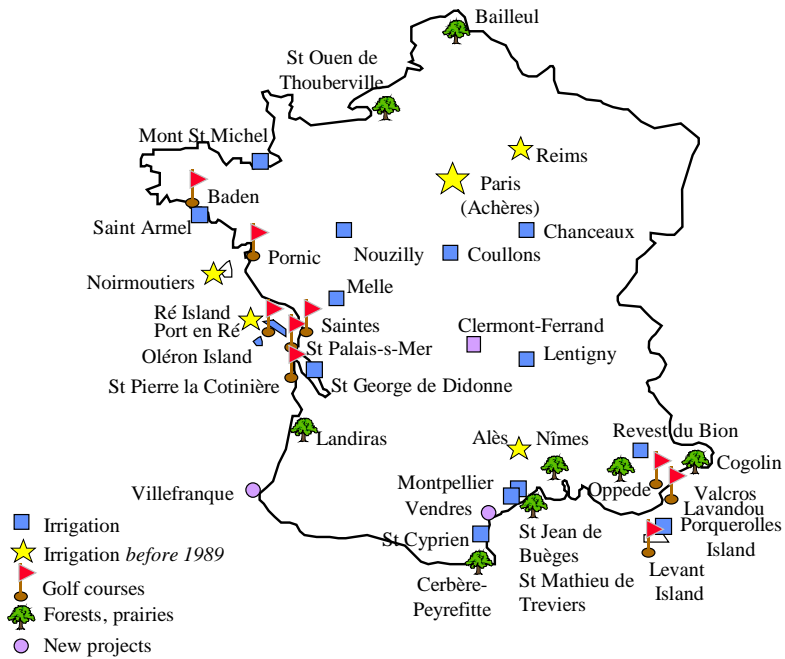 Bailleul
St Ouen de
Thouberville
Mont St Michel
Reims
Paris
(Achères)
Baden
Saint Armel
Pornic
Nouzilly
Coullons
Chanceaux
Noirmoutiers
Melle
Ré Island
Port en Ré
Saintes
Oléron Island
St Palais-s-Mer
Clermont-Ferrand
Lentigny
St Pierre la Cotinière
St George de Didonne
Landiras
Alès
Nîmes
Revest du Bion
Cogolin
Villefranque
Montpellier
Vendres
Oppede
Valcros
Lavandou
Porquerolles
Island
St Cyprien
St Jean de
Buèges
St Mathieu de
Treviers
Levant
Island
Cerbère-
Peyrefitte
Irrigation
Irrigation before 1989
Golf courses
Forests, prairies
New projects